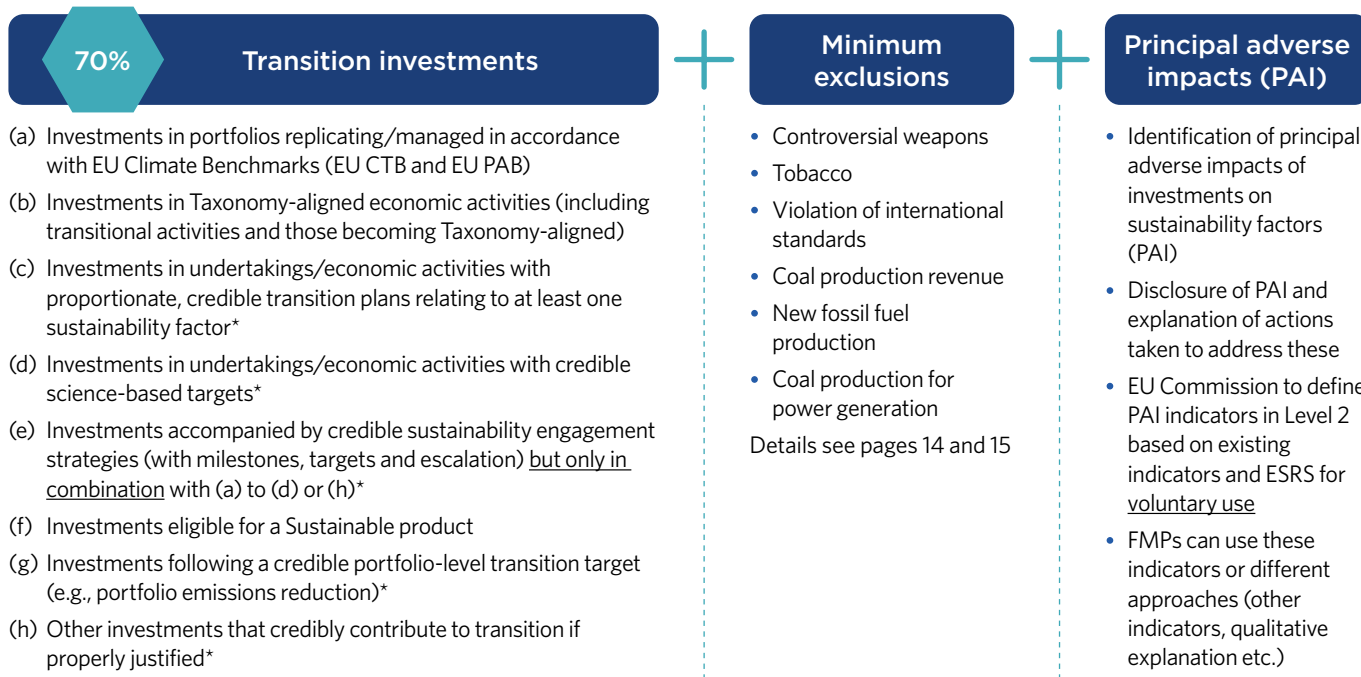 70%
Transition investments
(a) Investments in portfolios replicating/managed in accordance
with EU Climate Benchmarks (EU CTB and EU PAB)
(b) Investments in Taxonomy-aligned economic activities (including
transitional activities and those becoming Taxonomy-aligned)
(c) Investments in undertakings/economic activities with
proportionate, credible transition plans relating to at least one
sustainability factor*
(d) Investments in undertakings/economic activities with credible
science-based targets*
(e) Investments accompanied by credible sustainability engagement
strategies (with milestones, targets and escalation) but only in
combination with (a) to (d) or (h)*
(f) Investments eligible for a Sustainable product
(g) Investments following a credible portfolio-level transition target
(e.g., portfolio emissions reduction)*
(h) Other investments that credibly contribute to transition if
properly justified*
Minimum
exclusions
• Controversial weapons
• Tobacco
• Violation of international
standards
• Coal production revenue
• New fossil fuel
production
• Coal production for
power generation
Details see pages 14 and 15
Principal adverse
impacts (PAI)
• Identification of principal
adverse impacts of
investments on
sustainability factors
(PAI)
• Disclosure of PAI and
explanation of actions
taken to address these
• EU Commission to define
PAI indicators in Level 2
based on existing
indicators and ESRS for
voluntary use
• FMPs can use these
indicators or different
approaches (other
indicators, qualitative
explanation etc.)